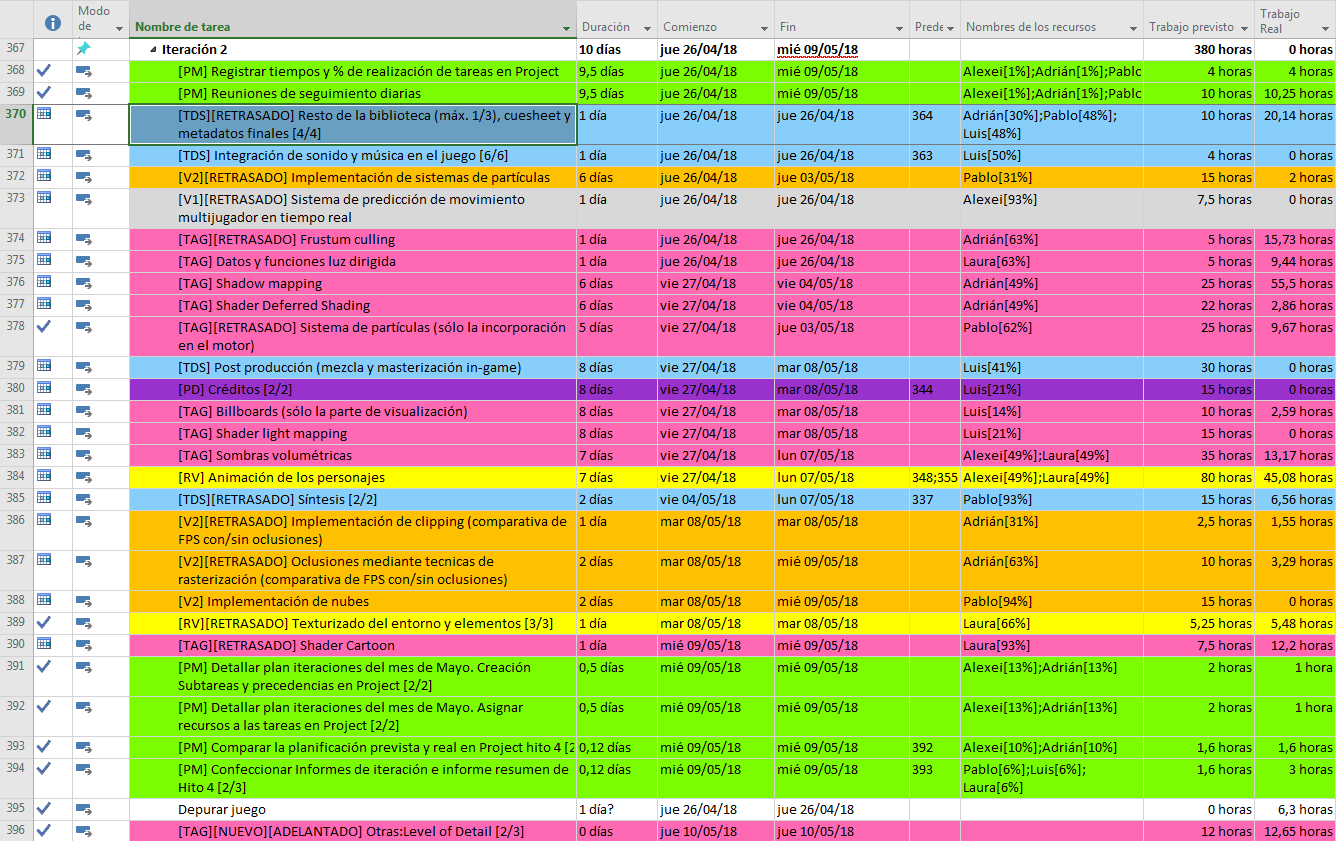 Modo de Nombre de tarea Duración Comienzo Fin Prede Nombres de los recursos Trabajo previsto Trabajo Real
367 Iteración 2 10 días jue 26/04/18 mié 09/05/18 380 horas 0 horas
368 [PM] Registrar tiempos y % de realización de tareas en Project 9,5 días jue 26/04/18 mié 09/05/18 Alexei[1%];Adrián[1%];Pablo 4 horas 4 horas
369 [PM] Reuniones de seguimiento diarias 9,5 días jue 26/04/18 mié 09/05/18 Alexei[1%];Adrián[1%];Pablo 10 horas 10,25 horas
370 [TDS][RETRASADO] Resto de la biblioteca (máx. 1/3), cuesheet y 1 día jue 26/04/18 jue 26/04/18 364 Adrián[30%];Pablo[48%]; 10 horas 20,14 horas
metadatos finales [4/4] Luis[48%]
371 [TDS] Integración de sonido y música en el juego [6/6] 1 día jue 26/04/18 jue 26/04/18 363 Luis[50%] 4 horas 0 horas
372 [V2][RETRASADO] Implementación de sistemas de partículas 6 días jue 26/04/18 jue 03/05/18 Pablo[31%] 15 horas 2 horas
373 [V1][RETRASADO] Sistema de predicción de movimiento 1 día jue 26/04/18 jue 26/04/18 Alexei[93%] 7,5 horas 0 horas
multijugador en tiempo real
374 [TAG][RETRASADO] Frustum culling 1 día jue 26/04/18 jue 26/04/18 Adrián[63%] 5 horas 15,73 horas
375 [TAG] Datos y funciones luz dirigida 1 día jue 26/04/18 jue 26/04/18 Laura[63%] 5 horas 9,44 horas
376 [TAG] Shadow mapping 6 días vie 27/04/18 vie 04/05/18 Adrián[49%] 25 horas 55,5 horas
377 [TAG] Shader Deferred Shading 6 días vie 27/04/18 vie 04/05/18 Adrián[49%] 22 horas 2,86 horas
378 [TAG][RETRASADO] Sistema de partículas (sólo la incorporación 5 días vie 27/04/18 jue 03/05/18 Pablo[62%] 25 horas 9,67 horas
en el motor)
379 [TDS] Post producción (mezcla y masterización in-game) 8 días vie 27/04/18 mar 08/05/18 Luis[41%] 30 horas 0 horas
380 [PD] Créditos [2/2] 8 días vie 27/04/18 mar 08/05/18 344 Luis[21%] 15 horas 0 horas
381 [TAG] Billboards (sólo la parte de visualización) 8 días vie 27/04/18 mar 08/05/18 Luis[14%] 10 horas 2,59 horas
382 [TAG] Shader light mapping 8 días vie 27/04/18 mar 08/05/18 Luis[21%] 15 horas 0 horas
383 [TAG] Sombras volumétricas 7 días vie 27/04/18 lun 07/05/18 Alexei[49%];Laura[49%] 35 horas 13,17 horas
384 [RV] Animación de los personajes 7 días vie 27/04/18 lun 07/05/18 348;355 Alexei[49%];Laura[49%] 80 horas 45,08 horas
385 [TDS][RETRASADO] Síntesis [2/2] 2 días vie 04/05/18 lun 07/05/18 337 Pablo[93%] 15 horas 6,56 horas
386 [V2][RETRASADO] Implementación de clipping (comparativa de 1 día mar 08/05/18 mar 08/05/18 Adrián[31%] 2,5 horas 1,55 horas
FPS con/sin oclusiones)
387 [V2][RETRASADO] Oclusiones mediante tecnicas de 2 días mar 08/05/18 mié 09/05/18 Adrián[63%] 10 horas 3,29 horas
rasterización (comparativa de FPS con/sin oclusiones)
388 [V2] Implementación de nubes 2 días mar 08/05/18 mié 09/05/18 Pablo[94%] 15 horas 0 horas
389 [RV][RETRASADO] Texturizado del entorno y elementos [3/3] 1 día mar 08/05/18 mar 08/05/18 Laura[66%] 5,25 horas 5,48 horas
390 [TAG][RETRASADO] Shader Cartoon 1 día mié 09/05/18 mié 09/05/18 Laura[93%] 7,5 horas 12,2 horas
391 [PM] Detallar plan iteraciones del mes de Mayo. Creación 0,5 días mié 09/05/18 mié 09/05/18 Alexei[13%];Adrián[13%] 2 horas 1 hora
Subtareas y precedencias en Project [2/2]
392 [PM] Detallar plan iteraciones del mes de Mayo. Asignar 0,5 días mié 09/05/18 mié 09/05/18 Alexei[13%];Adrián[13%] 2 horas 1 hora
recursos a las tareas en Project [2/2]
393 [PM] Comparar la planificación prevista y real en Project hito 4 [2 0,12 días mié 09/05/18 mié 09/05/18 392 Alexei[10%];Adrián[10%] 1,6 horas 1,6 horas
394 [PM] Confeccionar Informes de iteración e informe resumen de 0,12 días mié 09/05/18 mié 09/05/18 393 Pablo[6%];Luis[6%]; 1,6 horas 3 horas
Hito 4 [2/3] Laura[6%]
395 Depurar juego 1 día? jue 26/04/18 jue 26/04/18 0 horas 6,3 horas
396 [TAG][NUEVO][ADELANTADO] Otras:Level of Detail [2/3] 0 días jue 10/05/18 jue 10/05/18 12 horas 12,65 horas